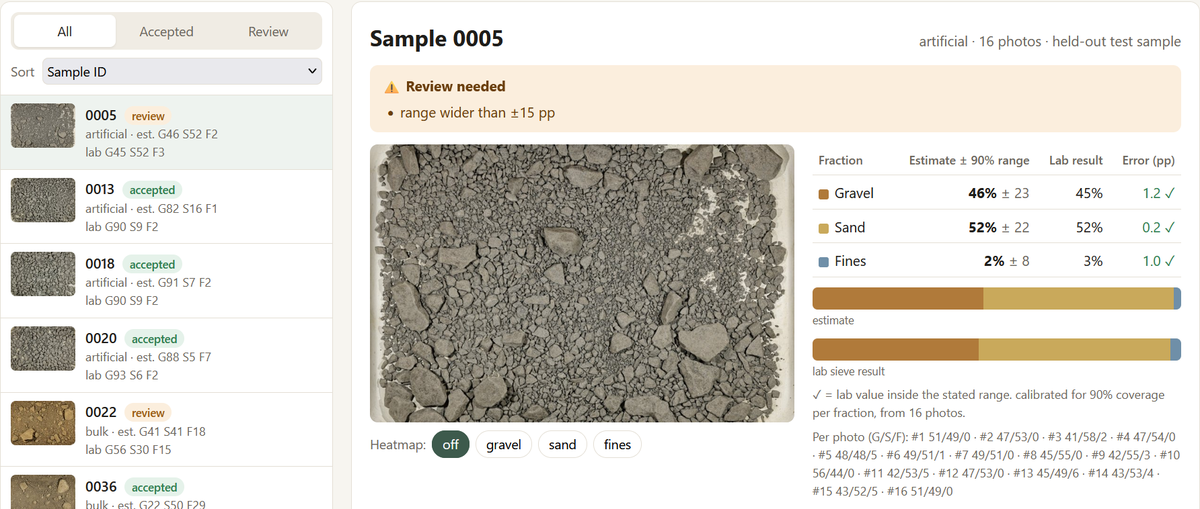 All Accepted Review
Sort Sample ID
0005 review
artificial · est. G46 S52 F2
lab G45 S52 F3
0013 accepted
artificial · est. G82 S16 F1
lab G90 S9 F2
0018 accepted
artificial · est. G91 S7 F2
lab G90 S9 F2
0020 accepted
artificial · est. G88 S5 F7
lab G93 S6 F2
0022 review
bulk · est. G41 S41 F18
lab G56 S30 F15
0036 accepted
bulk · est. G22 S50 F29
Sample 0005
artificial · 16 photos · held-out test sample
⚠ Review needed
• range wider than ±15 pp
Heatmap: off gravel sand fines
Fraction Estimate ± 90% range Lab result Error (pp)
Gravel 46% ± 23 45% 1.2 ✓
Sand 52% ± 22 52% 0.2 ✓
Fines 2% ± 8 3% 1.0 ✓
estimate
lab sieve result
✓ = lab value inside the stated range. calibrated for 90% coverage
per fraction, from 16 photos.
Per photo (G/S/F): #1 51/49/0 · #2 47/53/0 · #3 41/58/2 · #4 47/54/0
· #5 48/48/5 · #6 49/51/1 · #7 49/51/0 · #8 45/55/0 · #9 42/55/3 · #10
56/44/0 · #11 42/53/5 · #12 47/53/0 · #13 45/49/6 · #14 43/53/4 ·
#15 43/52/5 · #16 51/49/0